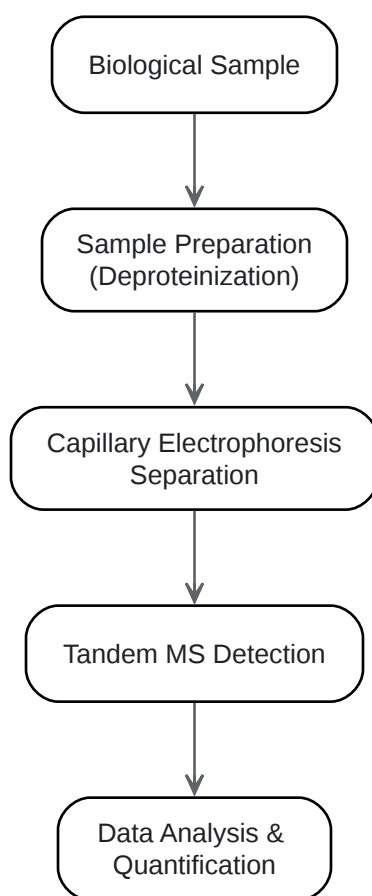 Biological Sample
Sample Preparation
(Deproteinization)
Capillary Electrophoresis
Separation
Tandem MS Detection
Data Analysis &
Quantification